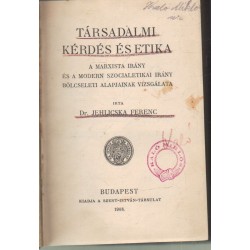 TÁRSADALMI
KÉRDÉS ÉS ETIKA
A MARXISTA IRÁNY
ÉS A MODERN SZOCIALETIKAI IRÁNY
BÖLCSELETI ALAPJAINAK VIZSGÁLATA
IRTA
Dr. JEHLICSKA FERENC
BUDAPEST
KIADJA A SZENT-ISTVÁN-TÁRSULAT